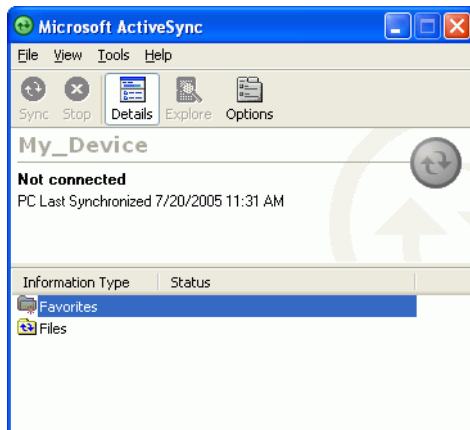 Microsoft ActiveSync
File View Tools Help
Sync Stop Details Explore Options
My_Device
Not connected
PC Last Synchronized 7/20/2005 11:31 AM
Information Type Status
Favorites
Files